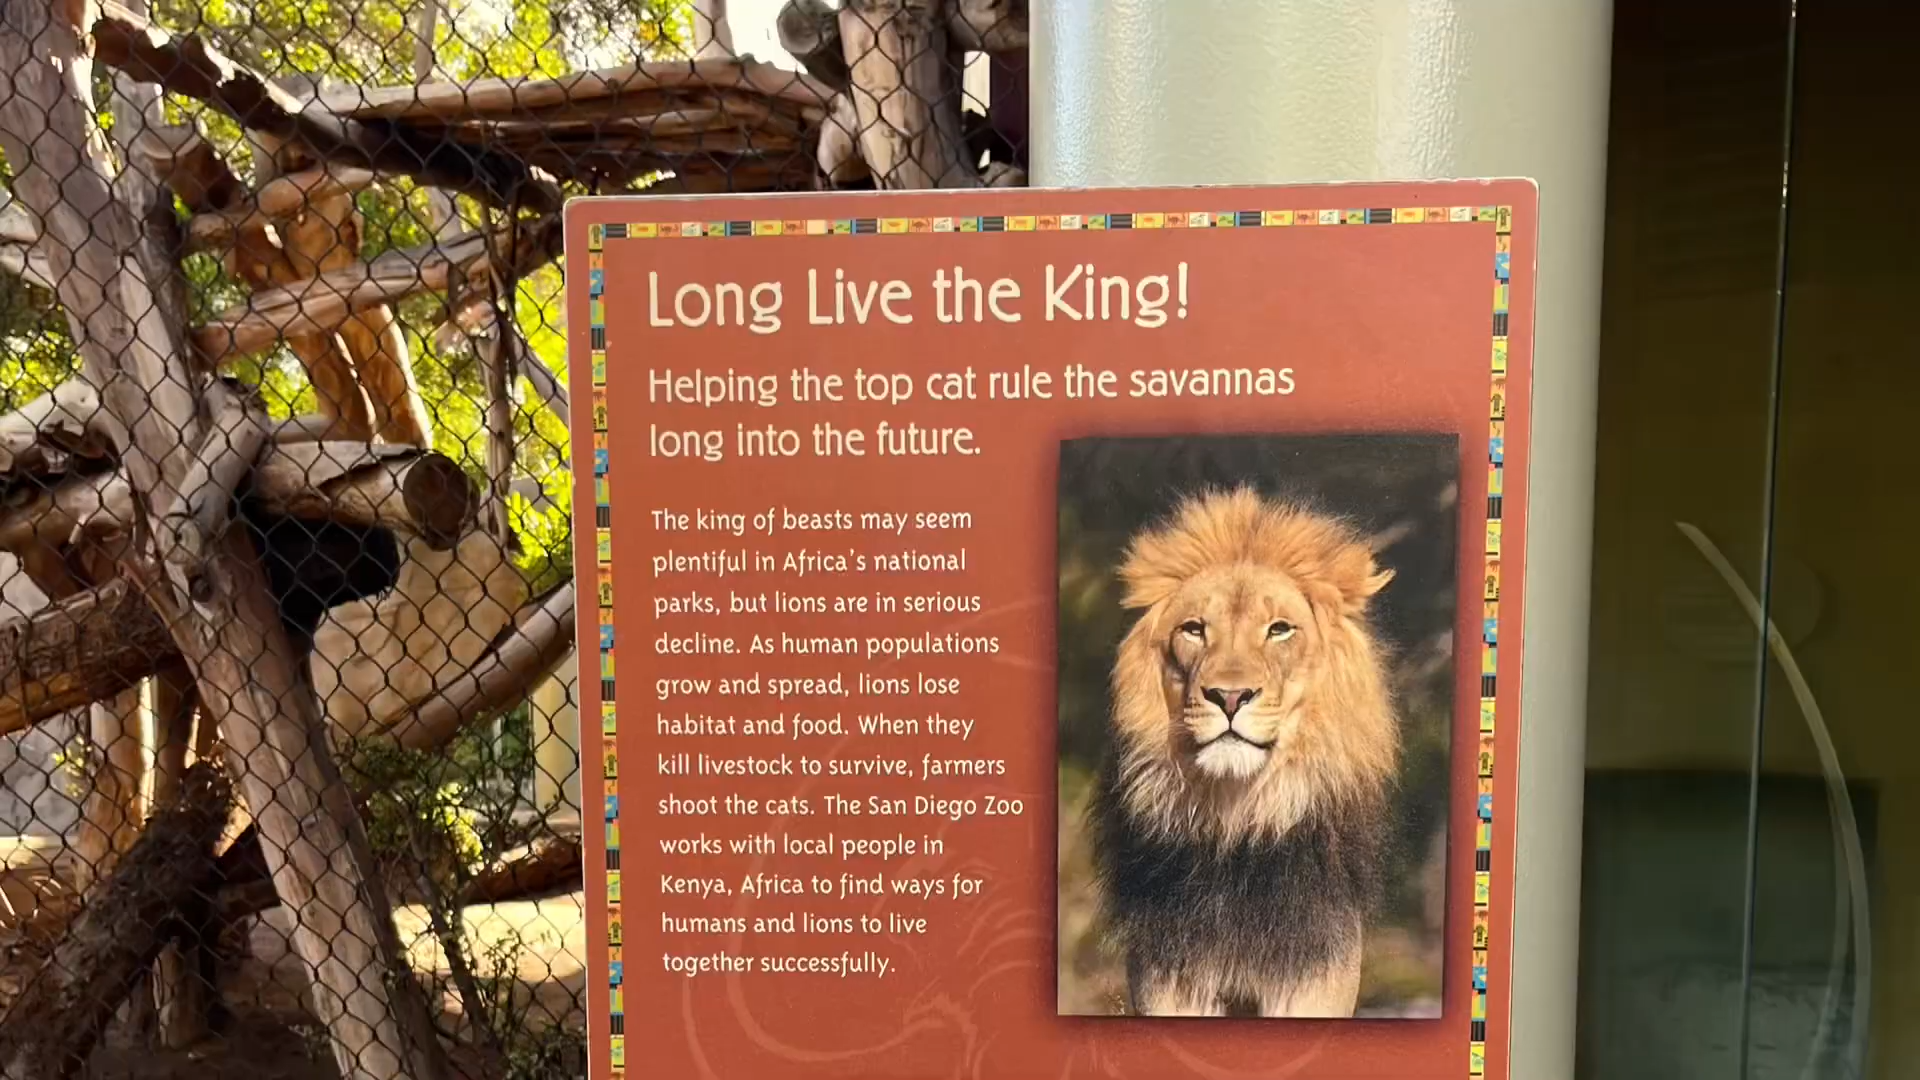 Long Live the King!
Helping the top cat rule the savannas
long into the future.
The king of beasts may seem
plentiful in Africa's national
parks, but lions are in serious
decline. As human populations
grow and spread, lions lose
habitat and food. When they
kill livestock to survive, farmers
shoot the cats. The San Diego Zoo
works with local people in
Kenya, Africa to find ways for
humans and lions to live
together successfully.